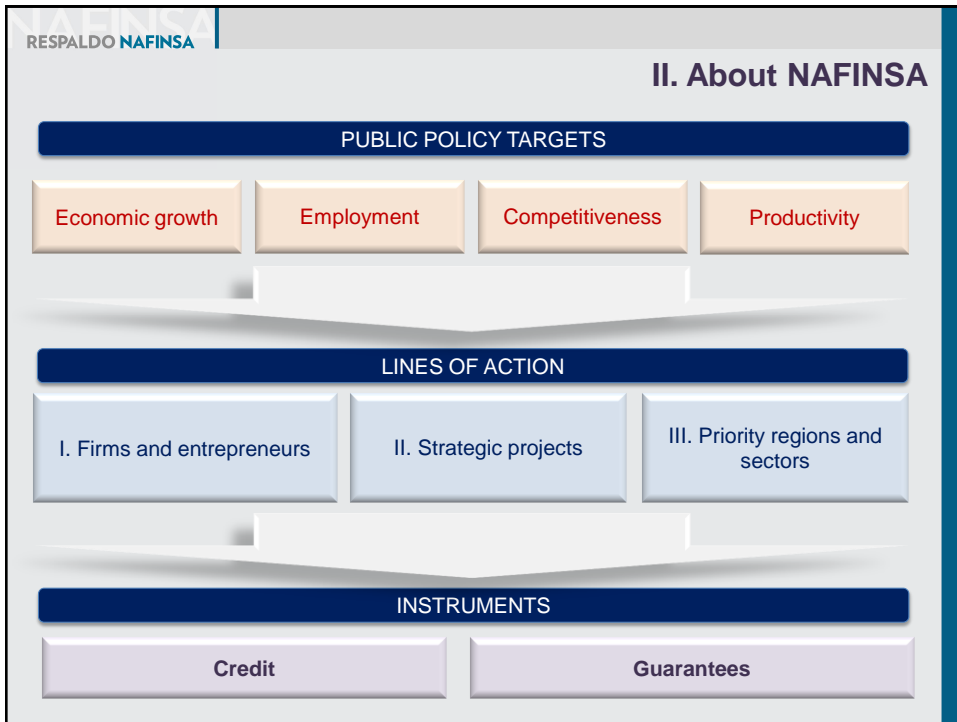 NAFINSA
RESPALDO NAFINSA
II. About NAFINSA
PUBLIC POLICY TARGETS
Economic growth
Employment
Competitiveness
Productivity
LINES OF ACTION
I. Firms and entrepreneurs
II. Strategic projects
III. Priority regions and
sectors
INSTRUMENTS
Credit
Guarantees